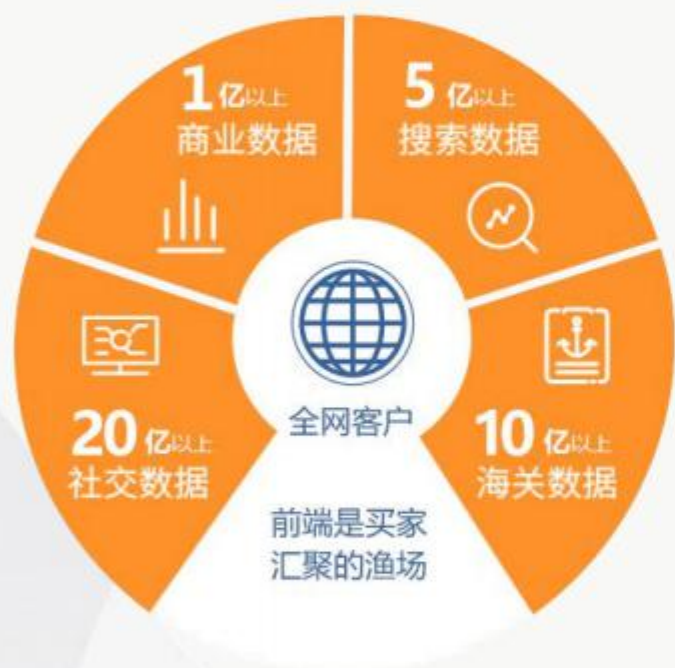 1亿以上
商业数据
5亿以上
搜索数据
20亿以上
社交数据
10亿以上
海关数据
全网客户
前端是买家
汇聚的渔场